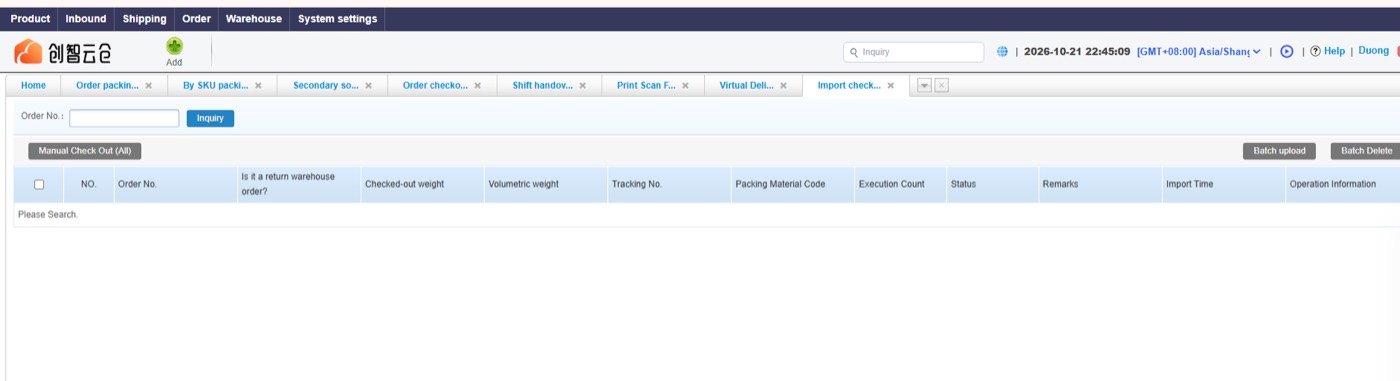 Product Inbound Shipping Order Warehouse System settings
创智云仓
Add
Inquiry
| 2026-10-21 22:45:09 [GMT+08:00] Asia/Shang | | Help | Duong
Home Order packin... By SKU packi... Secondary so... Order checko... Shift handov... Print Scan F... Virtual Deli... Import check...
Order No. : Inquiry
Manual Check Out (All) Batch upload Batch Delete
NO. Order No. Is it a return warehouse order? Checked-out weight Volumetric weight Tracking No. Packing Material Code Execution Count Status Remarks Import Time Operation Information
Please Search.